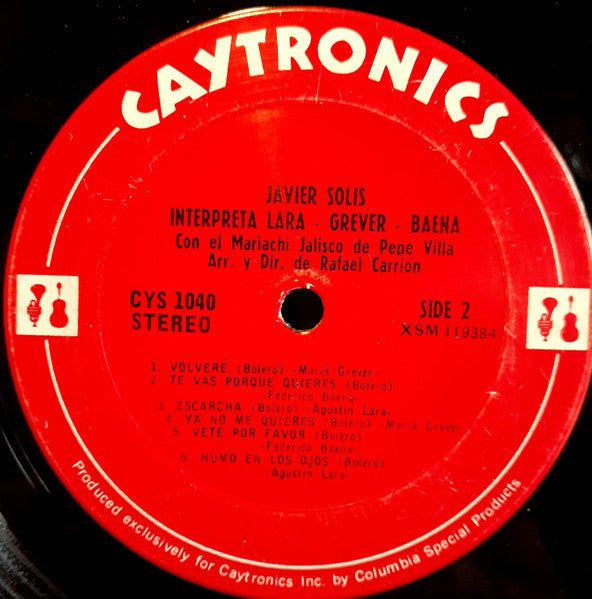 CAYTRONICS
JAVIER SOLIS
INTERPRETA LARA - GREVER - BAENA
Con el Mariachi Jalisco de Pepe Villa
Arr. y Dir. de Rafael Carrion
CYS 1040
STEREO
SIDE 2
XSM 119384
1. VOLVERÉ (Bolero) -Maria Grever-
2. TE VAS PORQUE QUIERES (Bolero)
-Federico Baena-
3. ESCARCHA (Bolero) -Agustin Lara-
4. YA NO ME QUIERES (Bolero) -Maria Grever-
5. VETE POR FAVOR (Bolero)
-Federico Baena-
6. HUMO EN LOS OJOS (Bolero)
-Agustin Lara-
Produced exclusively for Caytronics Inc. by Columbia Special Products